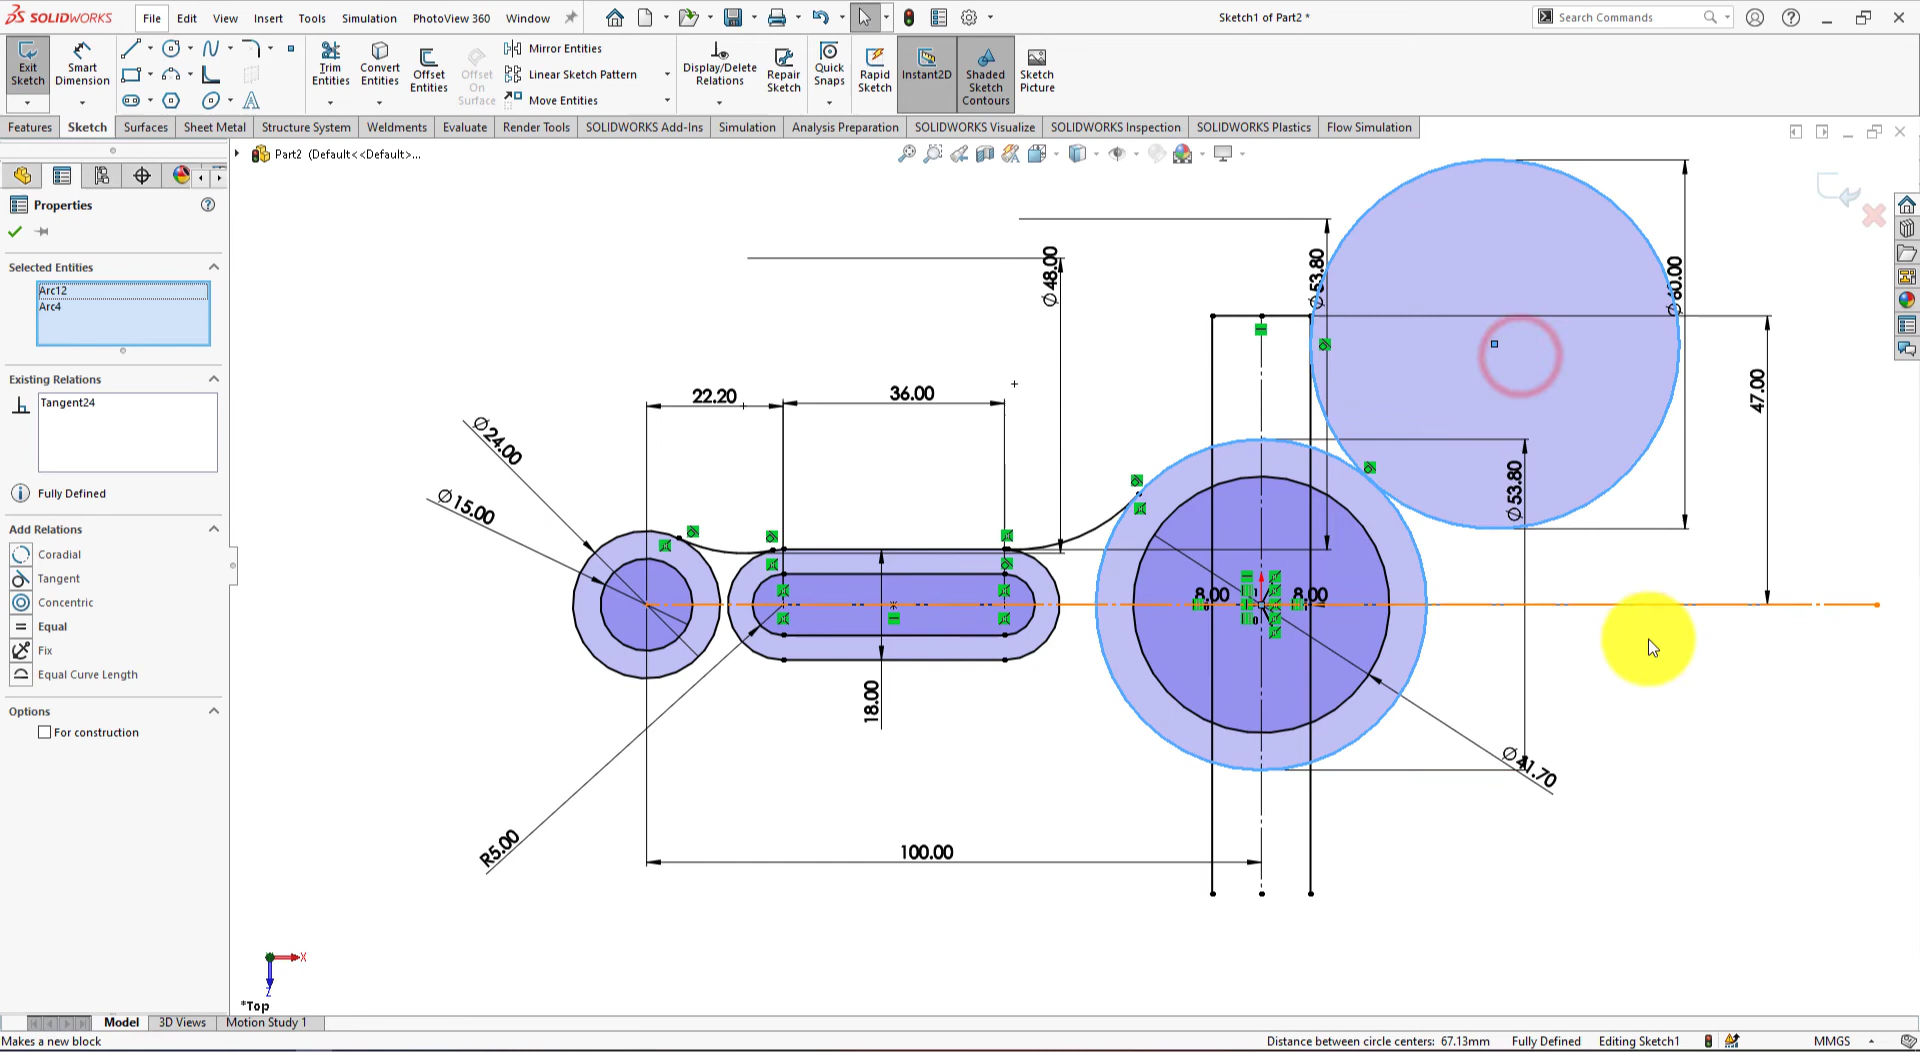 SOLIDWORKS File Edit View Insert Tools Simulation PhotoView 360 Window Sketch1 of Part2 * Search Commands
Exit Sketch
Smart Dimension
Trim Entities
Convert Entities
Offset Entities
Offset On Surface
Mirror Entities
Linear Sketch Pattern
Move Entities
Display/Delete Relations
Repair Sketch
Quick Snaps
Rapid Sketch
Instant2D
Shaded Sketch Contours
Sketch Picture
Features Sketch Surfaces Sheet Metal Structure System Weldments Evaluate Render Tools SOLIDWORKS Add-Ins Simulation Analysis Preparation SOLIDWORKS Visualize SOLIDWORKS Inspection SOLIDWORKS Plastics Flow Simulation
Part2 (Default<<Default>...
Properties
Selected Entities
Arc12
Arc4
Existing Relations
Tangent24
Fully Defined
Add Relations
Coradial
Tangent
Concentric
Equal
Fix
Equal Curve Length
Options
For construction
Ø48.00
Ø53.80
Ø60.00
47.00
22.20
36.00
Ø24.00
Ø15.00
Ø53.80
8.00
8.00
18.00
Ø41.70
R5.00
100.00
X
Z
*Top
Model 3D Views Motion Study 1
Makes a new block Distance between circle centers: 67.13mm Fully Defined Editing Sketch1 MMGS